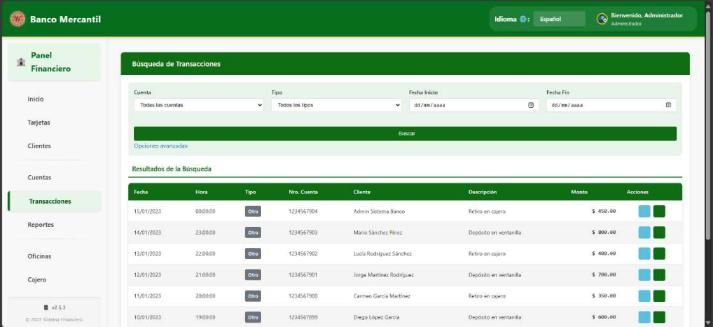 Banco Mercantil
Idioma : Español
Bienvenido, Administrador
Administrador
Panel
Financiero
Inicio
Tarjetas
Clientes
Cuentas
Transacciones
Reportes
Oficinas
Cajero
v2.5.1
© 2023 Sistema Financiero
Búsqueda de Transacciones
Cuenta Tipo Fecha Inicio Fecha Fin
Todas las cuentas Todos los tipos dd/mm/aaaa dd/mm/aaaa
Buscar
Opciones avanzadas
Resultados de la Búsqueda
Fecha Hora Tipo Nro. Cuenta Cliente Descripción Monto Acciones
15/01/2023 00:00:00 Otro 1234567904 Admin Sistema Banco Retiro en cajero $ 450.00
14/01/2023 23:00:00 Otro 1234567903 Mario Sánchez Pérez Depósito en ventanilla $ 800.00
13/01/2023 22:00:00 Otro 1234567902 Lucía Rodríguez Sánchez Retiro en cajero $ 400.00
12/01/2023 21:00:00 Otro 1234567901 Jorge Martínez Rodríguez Depósito en ventanilla $ 700.00
11/01/2023 20:00:00 Otro 1234567900 Carmen García Martínez Retiro en cajero $ 350.00
10/01/2023 19:00:00 Otro 1234567899 Diego López García Depósito en ventanilla $ 600.00